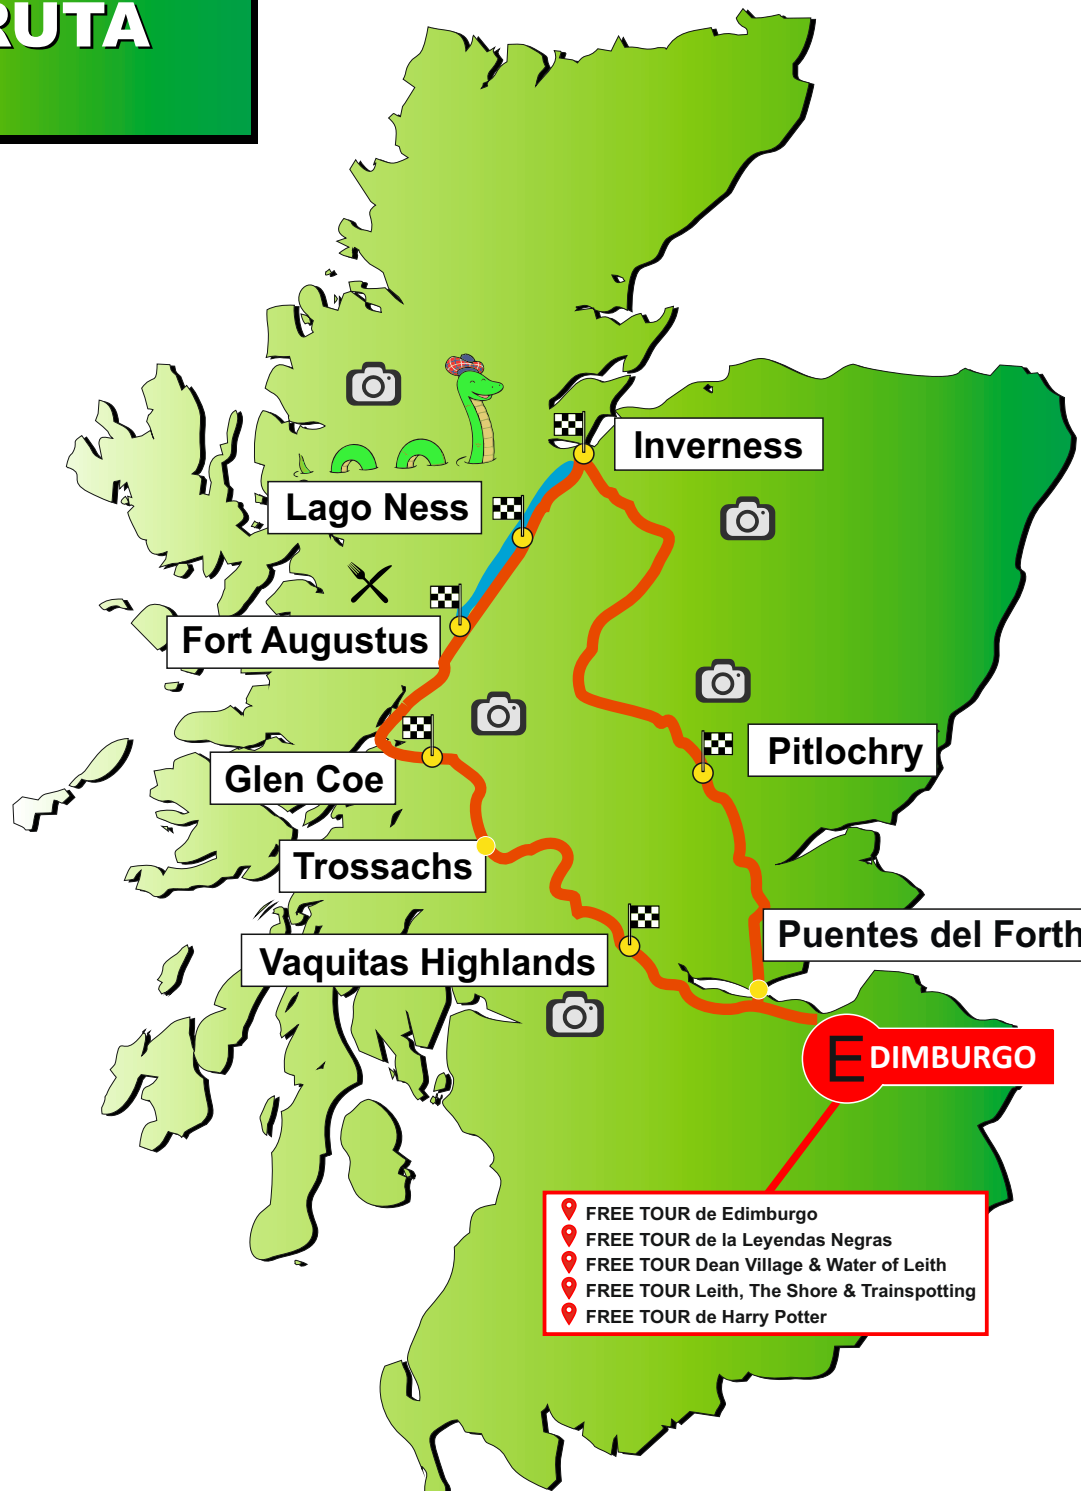 RUTA
Inverness
Lago Ness
Fort Augustus
Pitlochry
Glen Coe
Trossachs
Puentes del Forth
Vaquitas Highlands
EDIMBURGO
FREE TOUR de Edimburgo
FREE TOUR de la Leyendas Negras
FREE TOUR Dean Village & Water of Leith
FREE TOUR Leith, The Shore & Trainspotting
FREE TOUR de Harry Potter